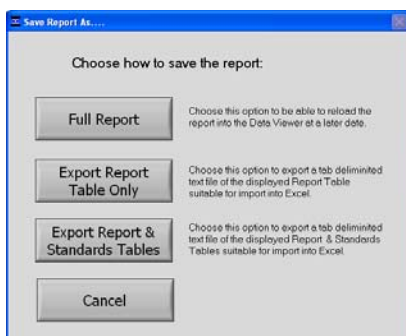 Save Report As....
Choose how to save the report:
Full Report
Choose this option to be able to reload the
report into the Data Viewer at a later date.
Export Report
Table Only
Choose this option to export a tab deliminited
text file of the displayed Report Table
suitable for import into Excel.
Export Report &
Standards Tables
Choose this option to export a tab deliminited
text file of the displayed Report & Standards
Tables suitable for import into Excel.
Cancel